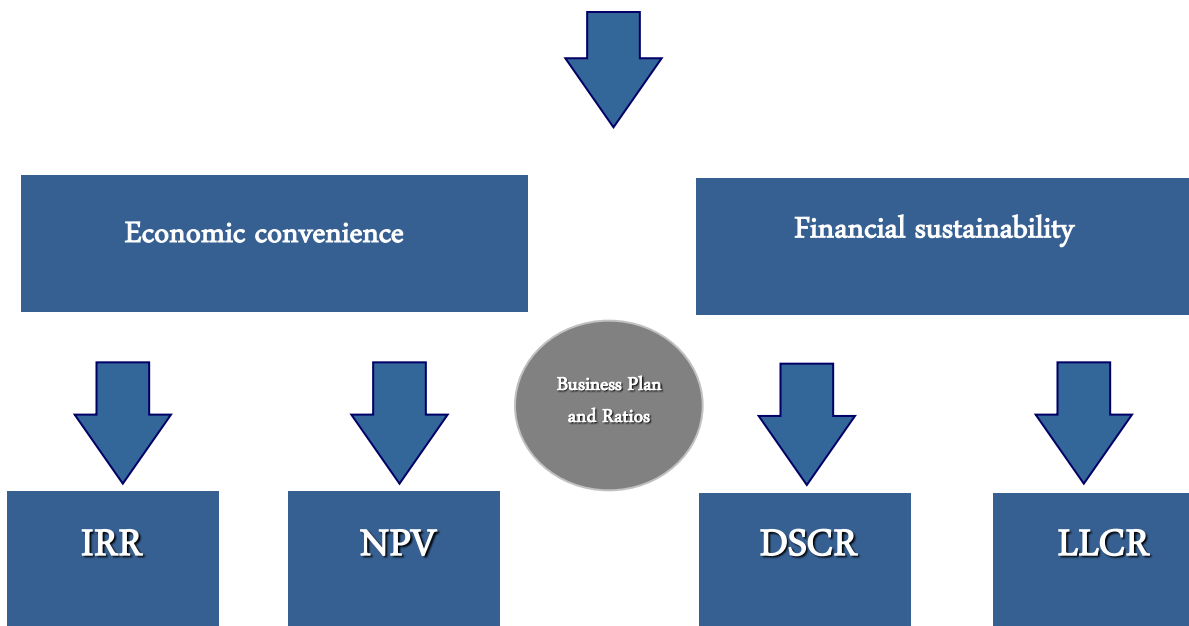 Economic convenience
Financial sustainability
Business Plan
and Ratios
IRR
NPV
DSCR
LLCR